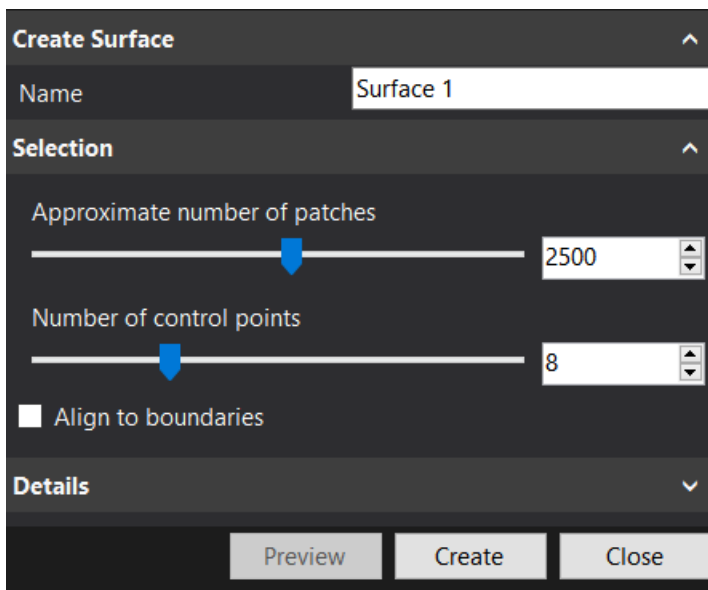 Create Surface
Name Surface 1
Selection
Approximate number of patches
2500
Number of control points
8
Align to boundaries
Details
Preview Create Close